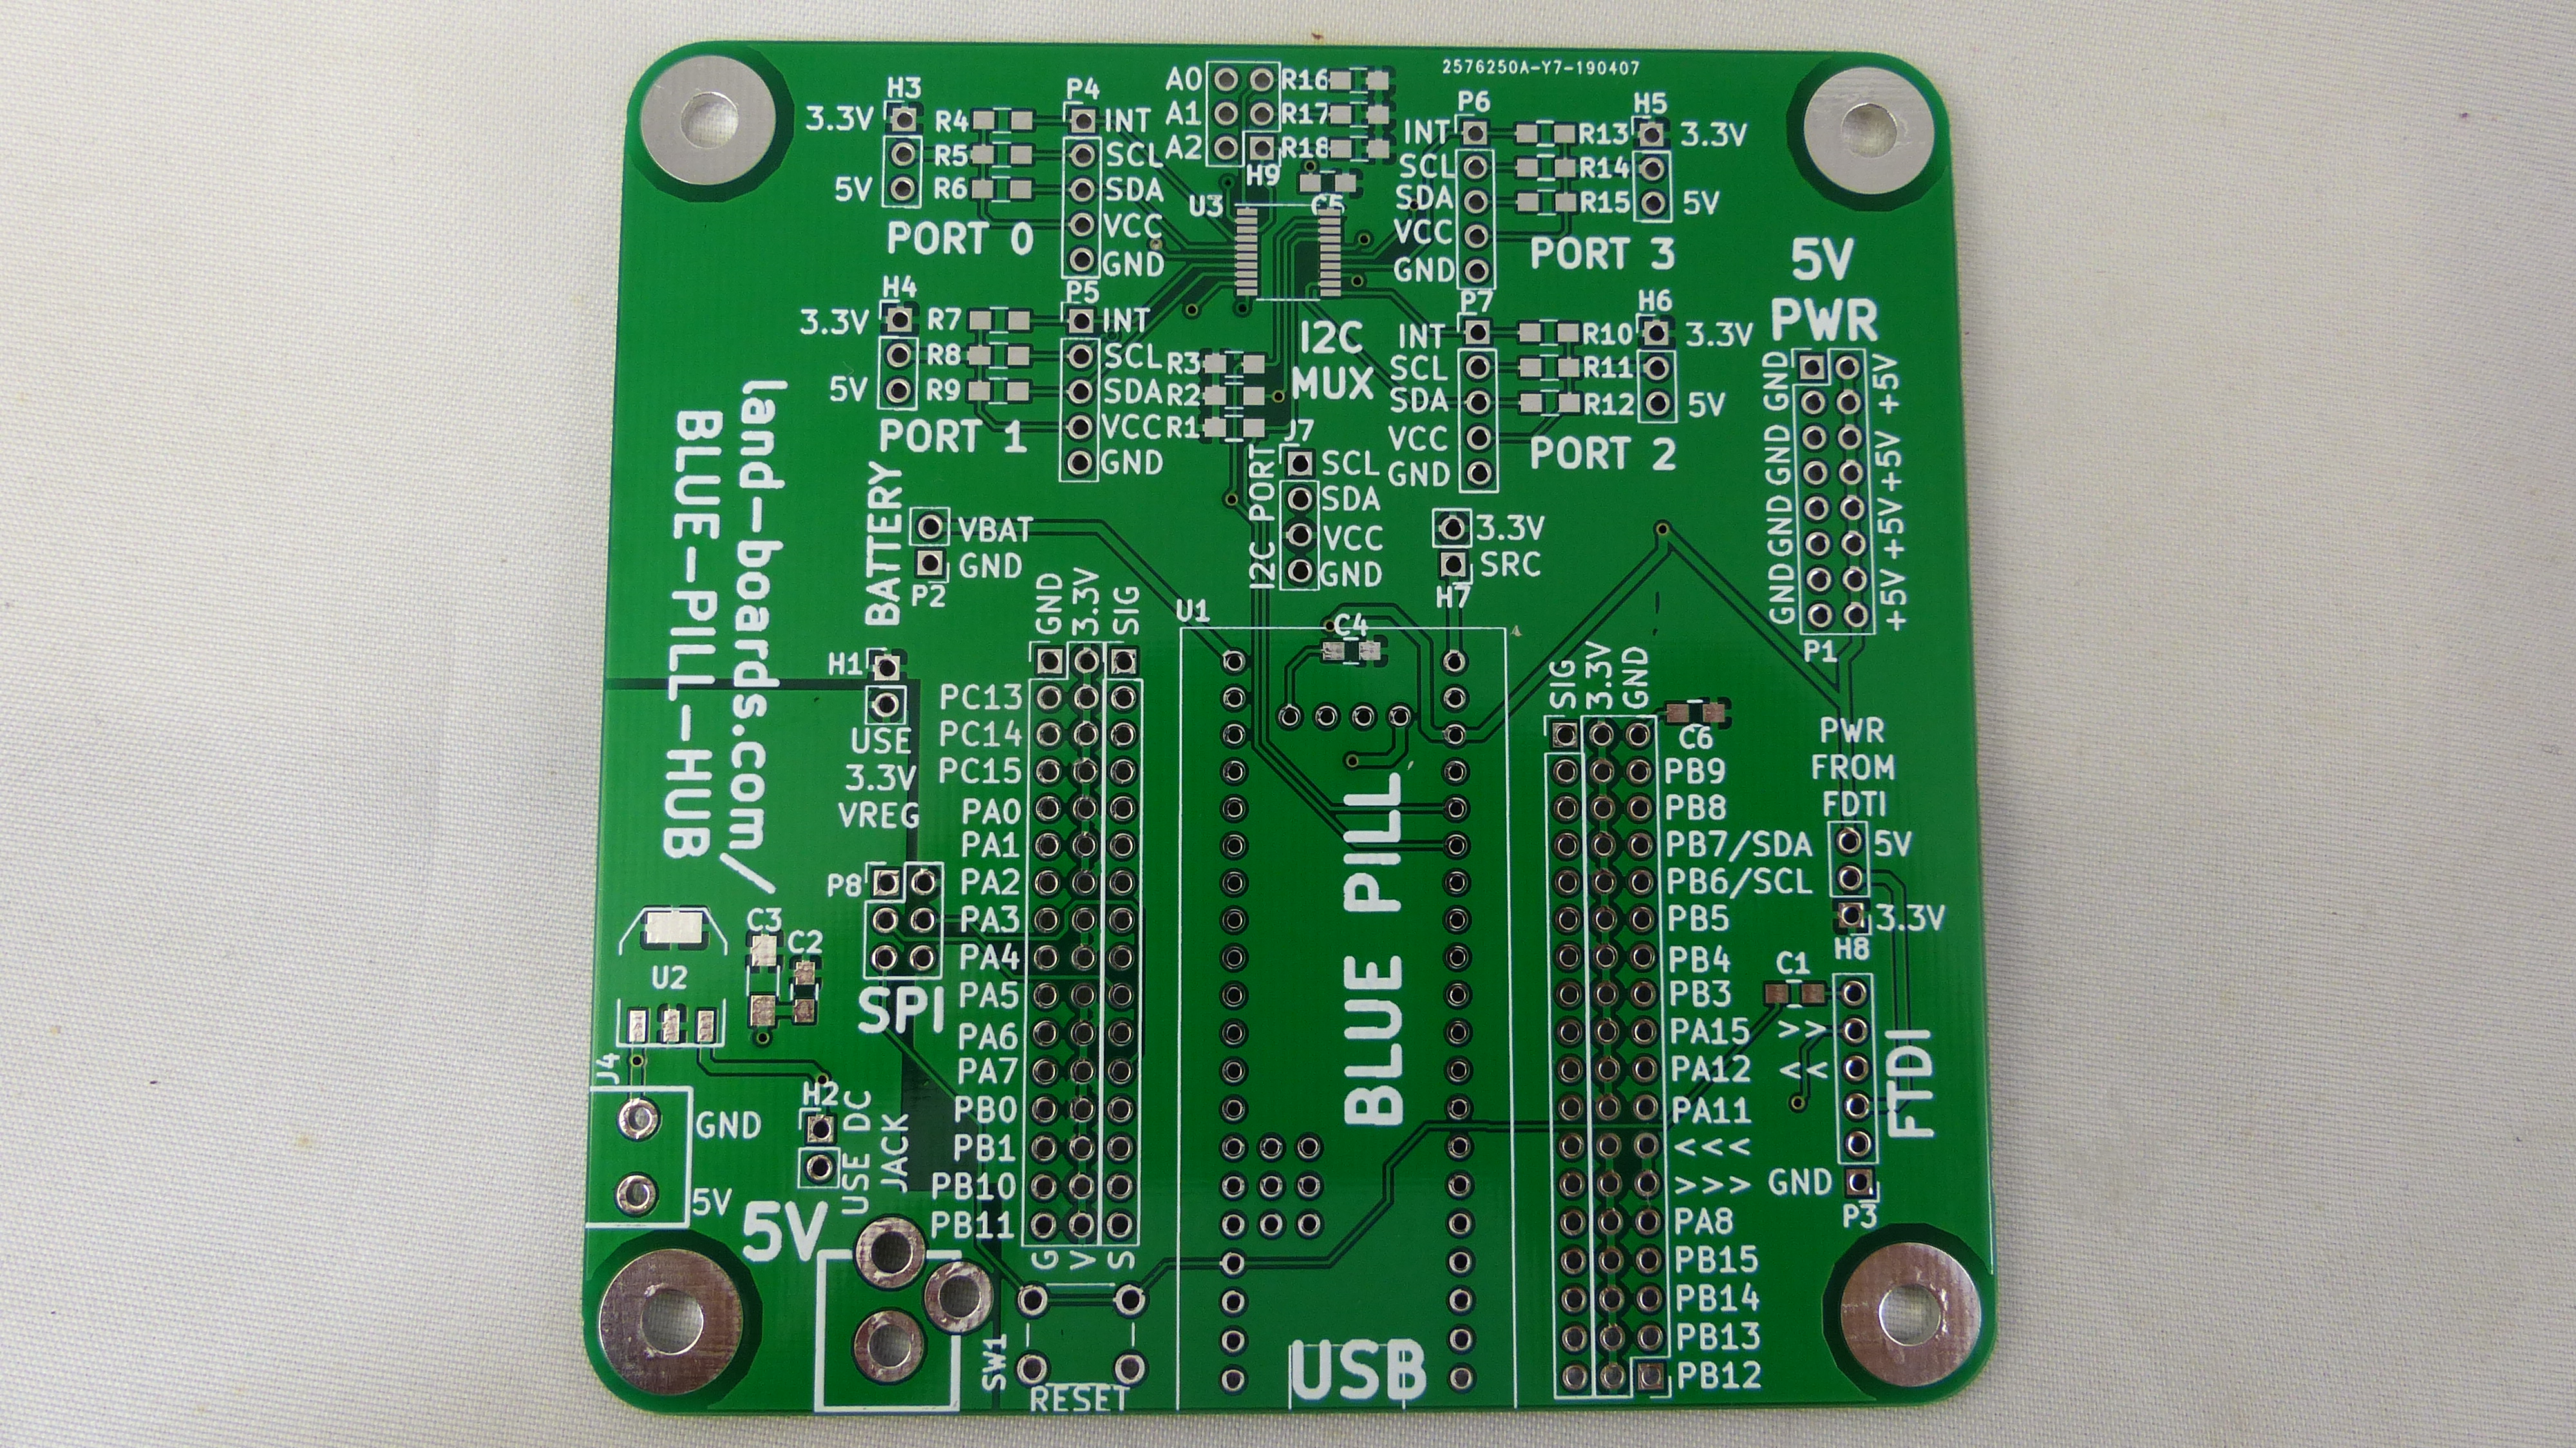 2576250A-Y7-190407
H3
3.3V
5V
R4
R5
R6
PORT 0
P4
INT
SCL
SDA
VCC
GND
A0
A1
A2
R16
R17
R18
H9
U3
C5
P6
INT
SCL
SDA
VCC
GND
R13
R14
R15
H5
3.3V
5V
PORT 3
H4
3.3V
5V
R7
R8
R9
PORT 1
P5
INT
SCL
SDA
VCC
GND
R3
R2
R1
I2C
MUX
P7
INT
SCL
SDA
VCC
GND
R10
R11
R12
H6
3.3V
5V
PORT 2
5V
PWR
GND GND GND GND GND
+5V +5V +5V +5V +5V
P1
land-boards.com/
BLUE-PILL-HUB
BATTERY
VBAT
GND
P2
J7
I2C PORT
SCL
SDA
VCC
GND
3.3V
SRC
H7
H1
USE
3.3V
VREG
GND
3.3V
SIG
PC13
PC14
PC15
PA0
PA1
PA2
PA3
PA4
PA5
PA6
PA7
PB0
PB1
PB10
PB11
G
V
S
U1
C4
BLUE PILL
USB
SIG
3.3V
GND
C6
PB9
PB8
PB7/SDA
PB6/SCL
PB5
PB4
PB3
PA15
PA12
PA11
<<<
>>>
PA8
PB15
PB14
PB13
PB12
PWR
FROM
FDTI
5V
3.3V
H8
C1
>>
<<
FTDI
GND
P3
P8
SPI
C3
C2
U2
J4
GND
5V
H2
USE DC
JACK
5V
SW1
RESET